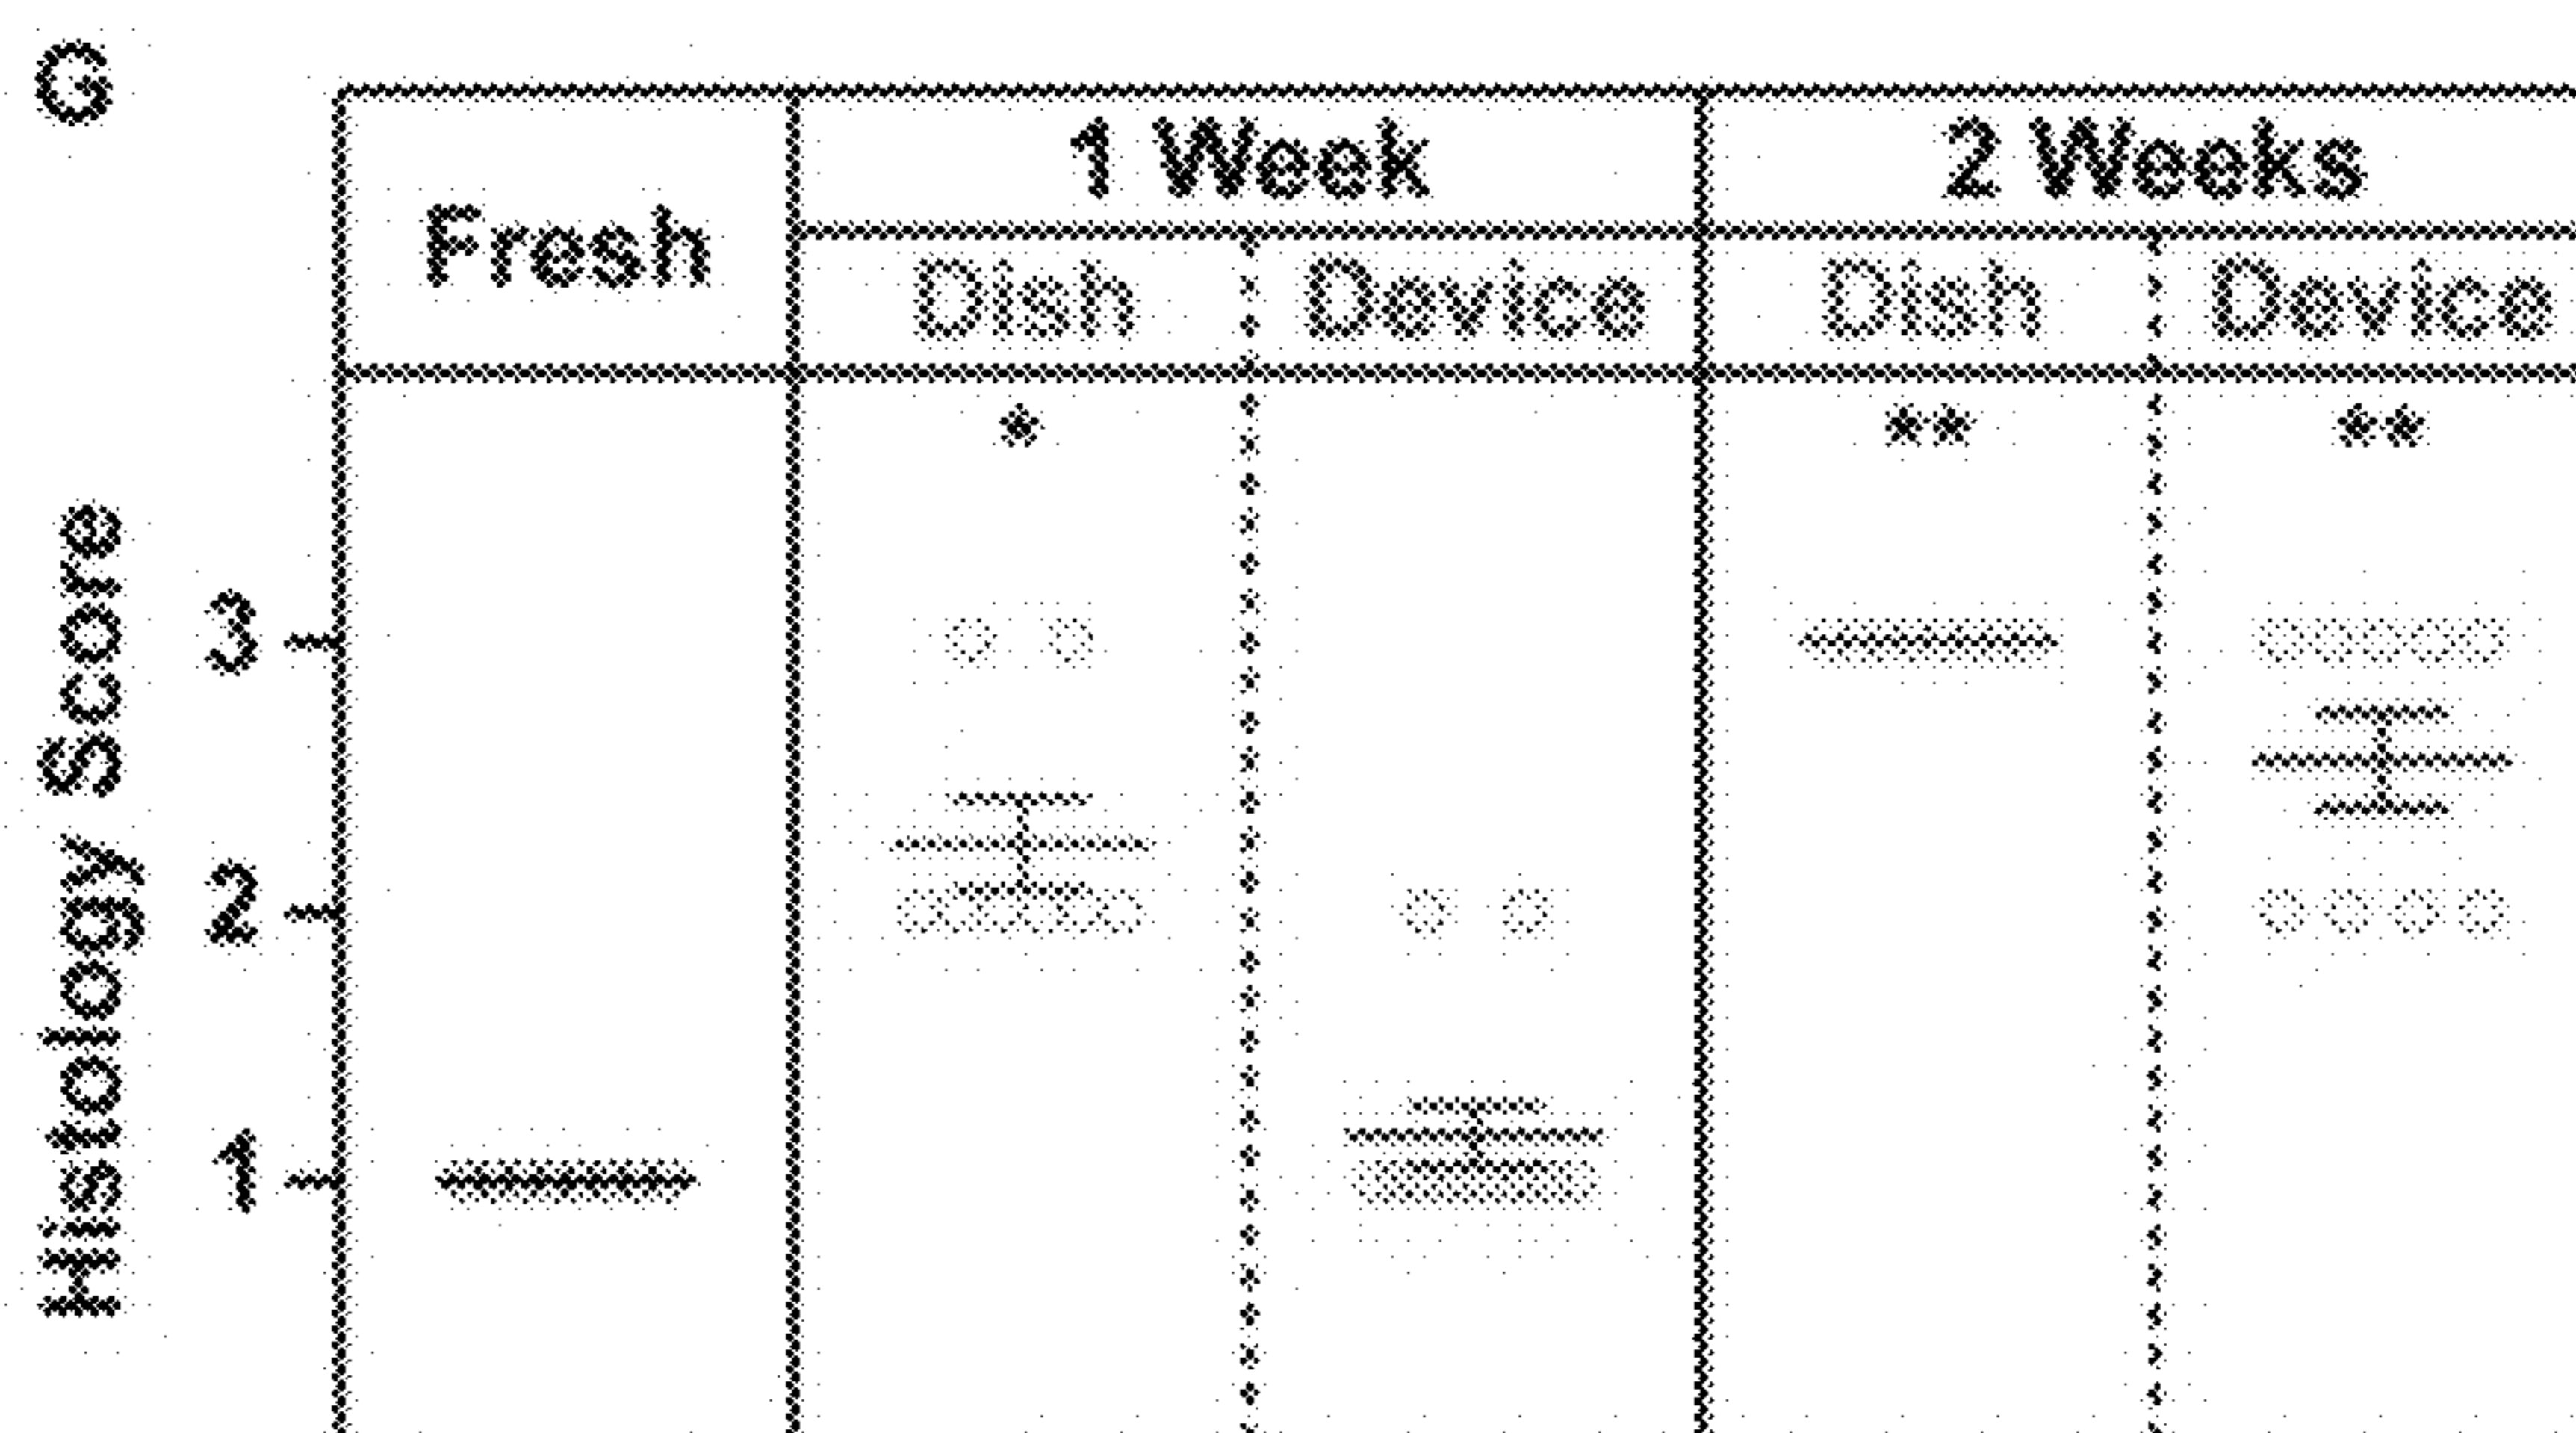 G
1 Week 2 Weeks
Fresh
Dish Device Dish Device
* ** **
Histology Score
3
2
1